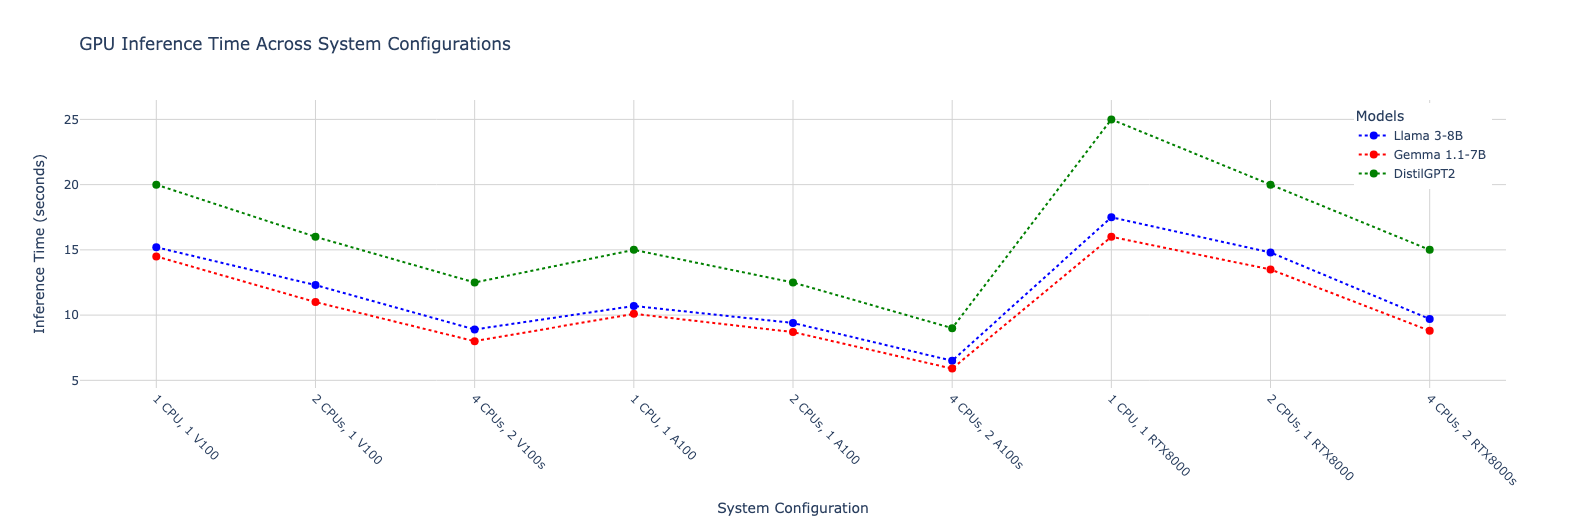 GPU Inference Time Across System Configurations
Models
Llama 3-8B
Gemma 1.1-7B
DistilGPT2
Inference Time (seconds)
25
20
15
10
5
1 CPU, 1 V100
2 CPUs, 1 V100
4 CPUs, 2 V100s
1 CPU, 1 A100
2 CPUs, 1 A100
4 CPUs, 2 A100s
1 CPU, 1 RTX8000
2 CPUs, 1 RTX8000
4 CPUs, 2 RTX8000s
System Configuration